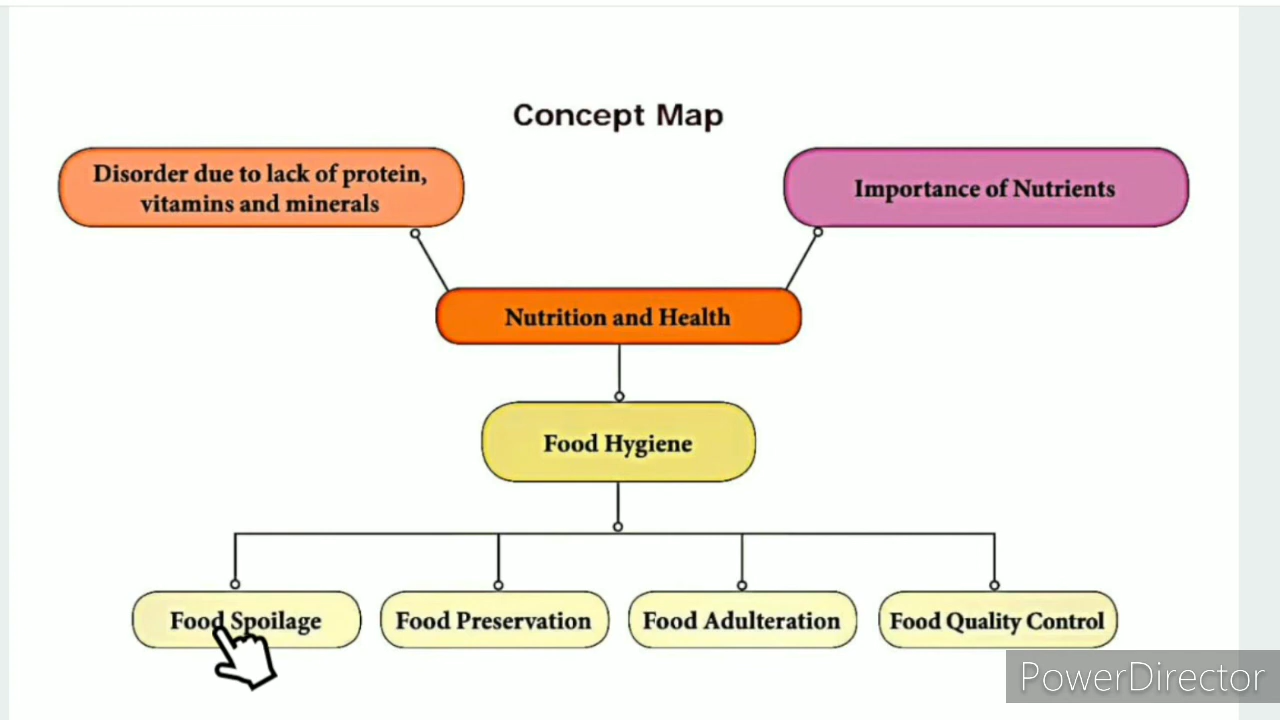 Concept Map
Disorder due to lack of protein,
vitamins and minerals
Importance of Nutrients
Nutrition and Health
Food Hygiene
Food Spoilage
Food Preservation
Food Adulteration
Food Quality Control
PowerDirector